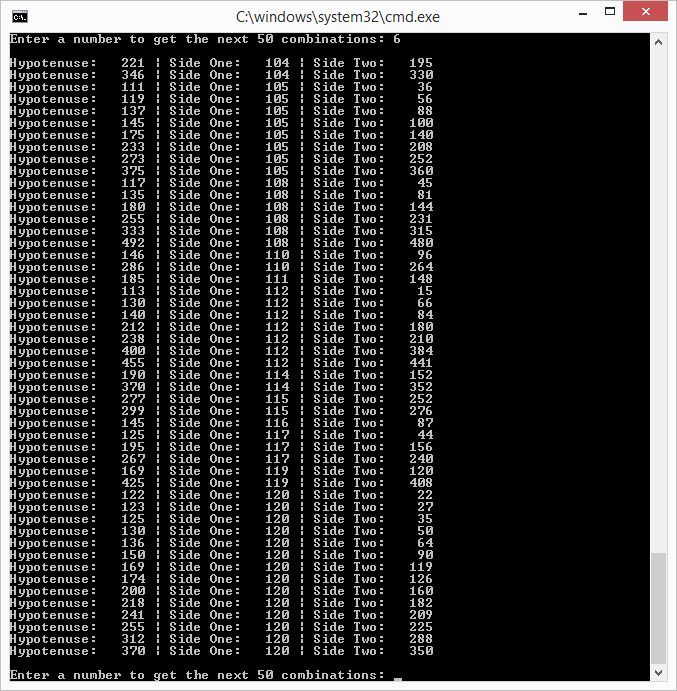 C:\windows\system32\cmd.exe
Enter a number to get the next 50 combinations: 6
Hypotenuse:   221 ¦ Side One:   104 ¦ Side Two:   195
Hypotenuse:   346 ¦ Side One:   104 ¦ Side Two:   330
Hypotenuse:   111 ¦ Side One:   105 ¦ Side Two:    36
Hypotenuse:   119 ¦ Side One:   105 ¦ Side Two:    56
Hypotenuse:   137 ¦ Side One:   105 ¦ Side Two:    88
Hypotenuse:   145 ¦ Side One:   105 ¦ Side Two:   100
Hypotenuse:   175 ¦ Side One:   105 ¦ Side Two:   140
Hypotenuse:   233 ¦ Side One:   105 ¦ Side Two:   208
Hypotenuse:   273 ¦ Side One:   105 ¦ Side Two:   252
Hypotenuse:   375 ¦ Side One:   105 ¦ Side Two:   360
Hypotenuse:   117 ¦ Side One:   108 ¦ Side Two:    45
Hypotenuse:   135 ¦ Side One:   108 ¦ Side Two:    81
Hypotenuse:   180 ¦ Side One:   108 ¦ Side Two:   144
Hypotenuse:   255 ¦ Side One:   108 ¦ Side Two:   231
Hypotenuse:   333 ¦ Side One:   108 ¦ Side Two:   315
Hypotenuse:   492 ¦ Side One:   108 ¦ Side Two:   480
Hypotenuse:   146 ¦ Side One:   110 ¦ Side Two:    96
Hypotenuse:   286 ¦ Side One:   110 ¦ Side Two:   264
Hypotenuse:   185 ¦ Side One:   111 ¦ Side Two:   148
Hypotenuse:   113 ¦ Side One:   112 ¦ Side Two:    15
Hypotenuse:   130 ¦ Side One:   112 ¦ Side Two:    66
Hypotenuse:   140 ¦ Side One:   112 ¦ Side Two:    84
Hypotenuse:   212 ¦ Side One:   112 ¦ Side Two:   180
Hypotenuse:   238 ¦ Side One:   112 ¦ Side Two:   210
Hypotenuse:   400 ¦ Side One:   112 ¦ Side Two:   384
Hypotenuse:   455 ¦ Side One:   112 ¦ Side Two:   441
Hypotenuse:   190 ¦ Side One:   114 ¦ Side Two:   152
Hypotenuse:   370 ¦ Side One:   114 ¦ Side Two:   352
Hypotenuse:   277 ¦ Side One:   115 ¦ Side Two:   252
Hypotenuse:   299 ¦ Side One:   115 ¦ Side Two:   276
Hypotenuse:   145 ¦ Side One:   116 ¦ Side Two:    87
Hypotenuse:   125 ¦ Side One:   117 ¦ Side Two:    44
Hypotenuse:   195 ¦ Side One:   117 ¦ Side Two:   156
Hypotenuse:   267 ¦ Side One:   117 ¦ Side Two:   240
Hypotenuse:   169 ¦ Side One:   119 ¦ Side Two:   120
Hypotenuse:   425 ¦ Side One:   119 ¦ Side Two:   408
Hypotenuse:   122 ¦ Side One:   120 ¦ Side Two:    22
Hypotenuse:   123 ¦ Side One:   120 ¦ Side Two:    27
Hypotenuse:   125 ¦ Side One:   120 ¦ Side Two:    35
Hypotenuse:   130 ¦ Side One:   120 ¦ Side Two:    50
Hypotenuse:   136 ¦ Side One:   120 ¦ Side Two:    64
Hypotenuse:   150 ¦ Side One:   120 ¦ Side Two:    90
Hypotenuse:   169 ¦ Side One:   120 ¦ Side Two:   119
Hypotenuse:   174 ¦ Side One:   120 ¦ Side Two:   126
Hypotenuse:   200 ¦ Side One:   120 ¦ Side Two:   160
Hypotenuse:   218 ¦ Side One:   120 ¦ Side Two:   182
Hypotenuse:   241 ¦ Side One:   120 ¦ Side Two:   209
Hypotenuse:   255 ¦ Side One:   120 ¦ Side Two:   225
Hypotenuse:   312 ¦ Side One:   120 ¦ Side Two:   288
Hypotenuse:   370 ¦ Side One:   120 ¦ Side Two:   350
Enter a number to get the next 50 combinations: _